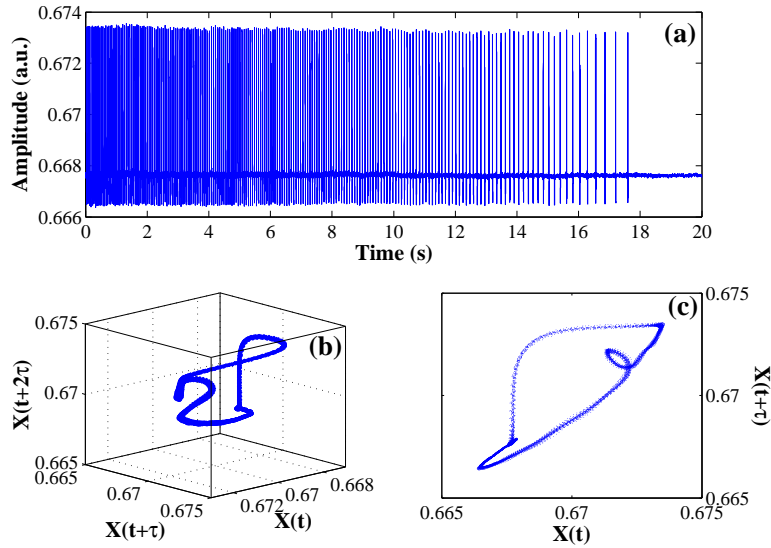 0.674
0.672
0.67
0.668
0.666
Amplitude (a.u.)
(a)
0 2 4 6 8 10 12 14 16 18 20
Time (s)
0.675
0.67
0.665
X(t+2τ)
(b)
0.665
0.67
0.675
X(t+τ)
0.672
0.67
0.668
X(t)
(c)
0.675
0.67
0.665
X(t+τ)
0.665 0.67 0.675
X(t)